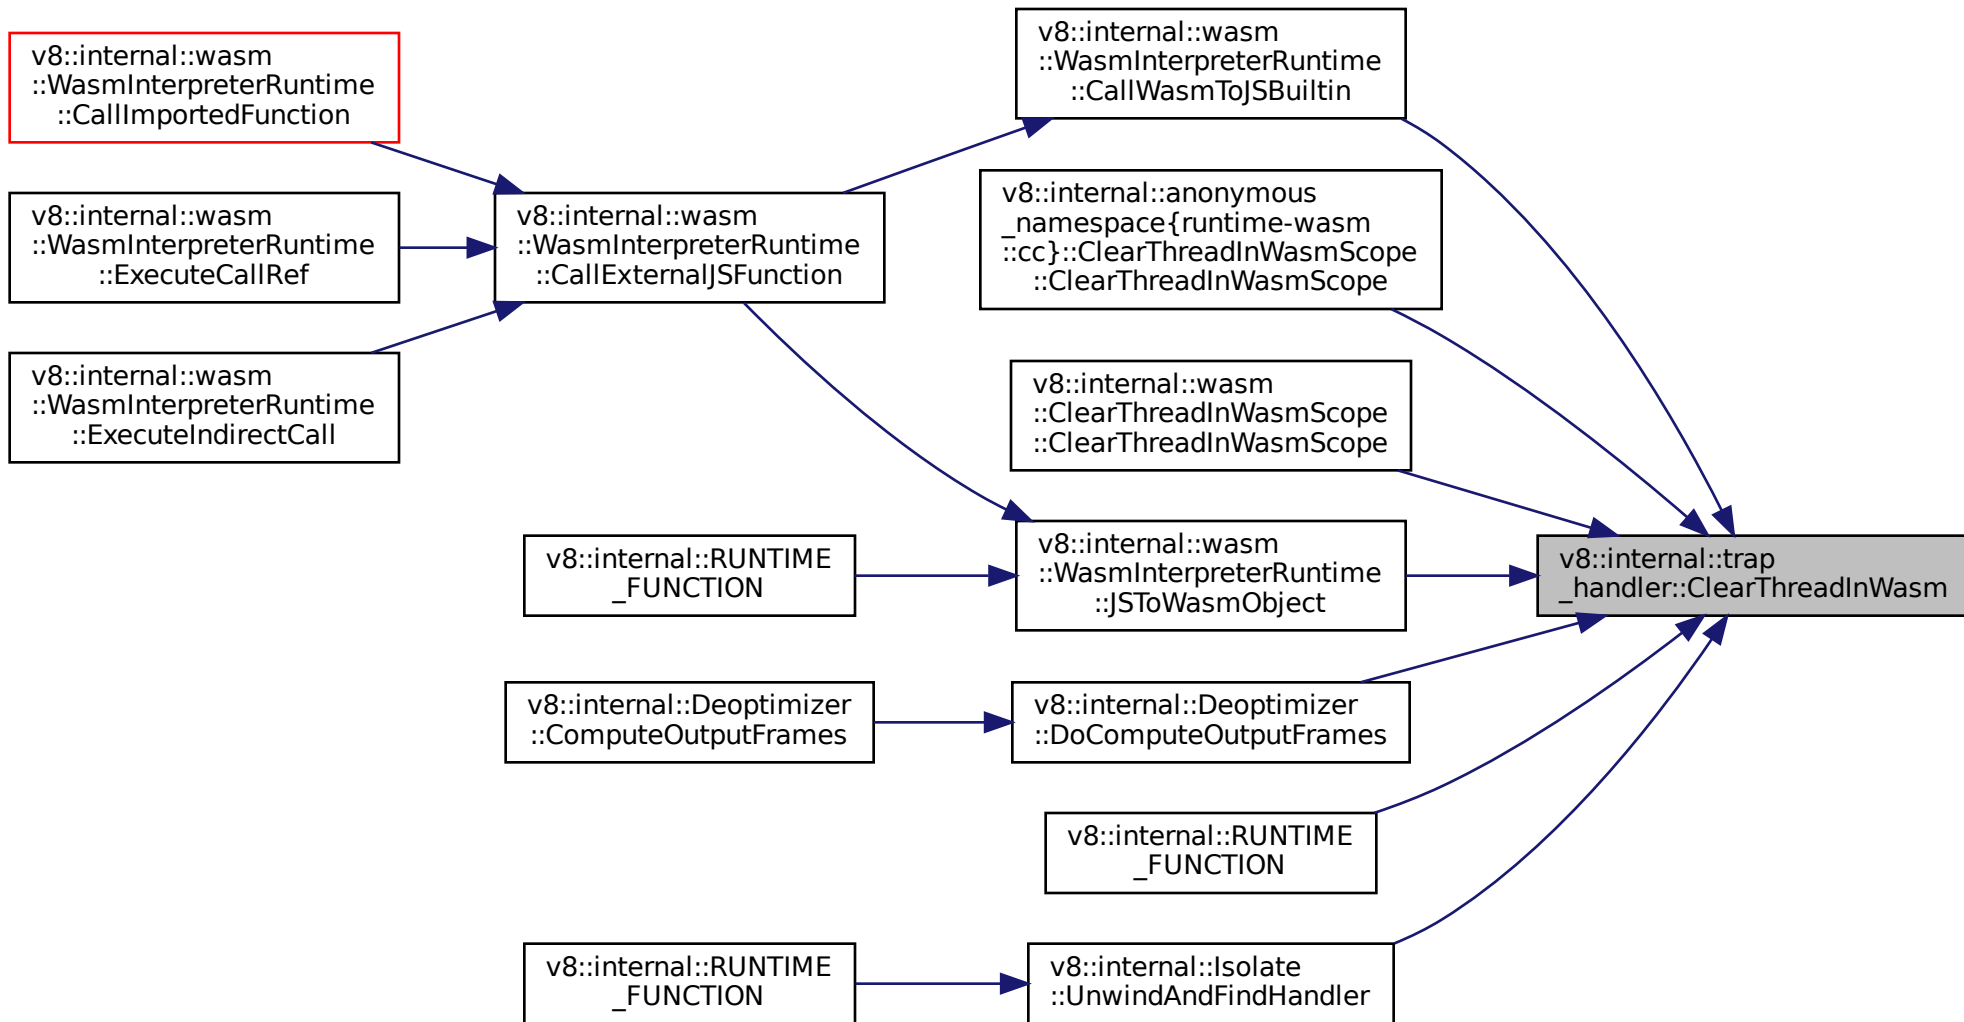 v8::internal::wasm
::WasmInterpreterRuntime
::CallImportedFunction
v8::internal::wasm
::WasmInterpreterRuntime
::ExecuteCallRef
v8::internal::wasm
::WasmInterpreterRuntime
::ExecuteIndirectCall
v8::internal::wasm
::WasmInterpreterRuntime
::CallExternalJSFunction
v8::internal::RUNTIME
_FUNCTION
v8::internal::Deoptimizer
::ComputeOutputFrames
v8::internal::RUNTIME
_FUNCTION
v8::internal::wasm
::WasmInterpreterRuntime
::CallWasmToJSBuiltin
v8::internal::anonymous
_namespace{runtime-wasm
::cc}::ClearThreadInWasmScope
::ClearThreadInWasmScope
v8::internal::wasm
::ClearThreadInWasmScope
::ClearThreadInWasmScope
v8::internal::wasm
::WasmInterpreterRuntime
::JSToWasmObject
v8::internal::Deoptimizer
::DoComputeOutputFrames
v8::internal::RUNTIME
_FUNCTION
v8::internal::Isolate
::UnwindAndFindHandler
v8::internal::trap
_handler::ClearThreadInWasm